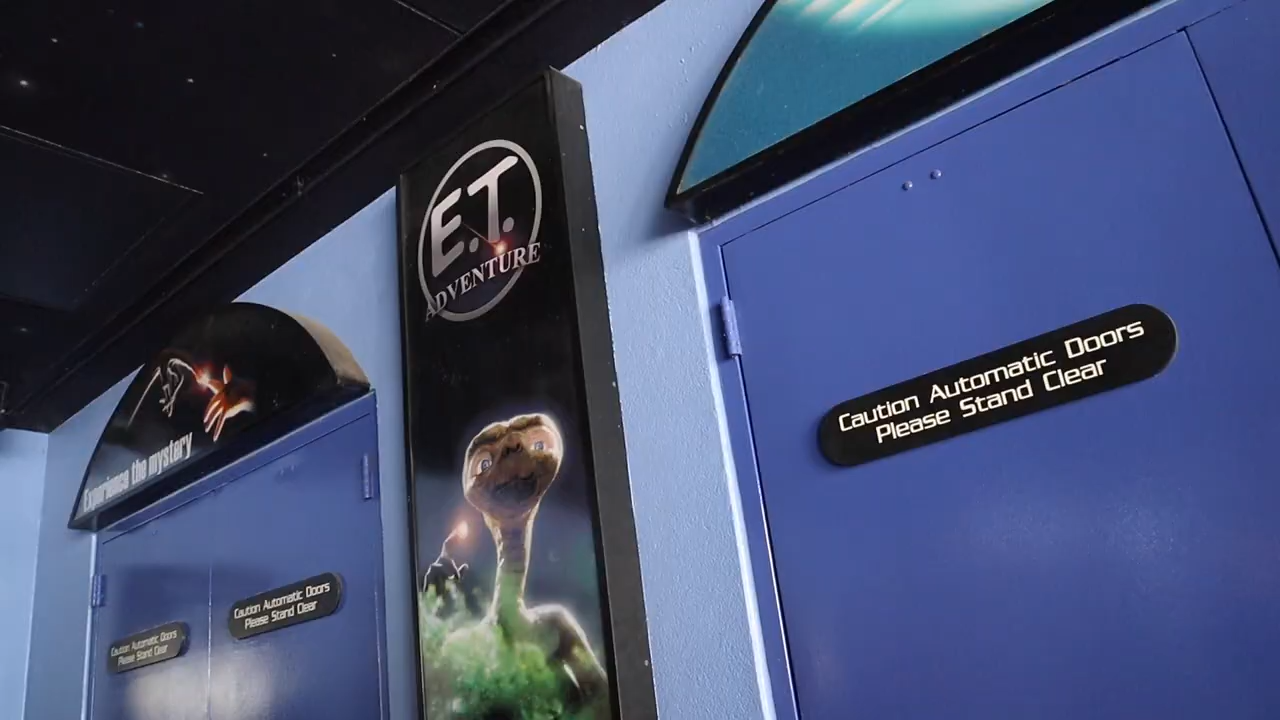 E.T.
ADVENTURE
Experience the mystery
Caution Automatic Doors
Please Stand Clear
Caution Automatic Doors
Please Stand Clear
Caution Automatic Doors
Please Stand Clear